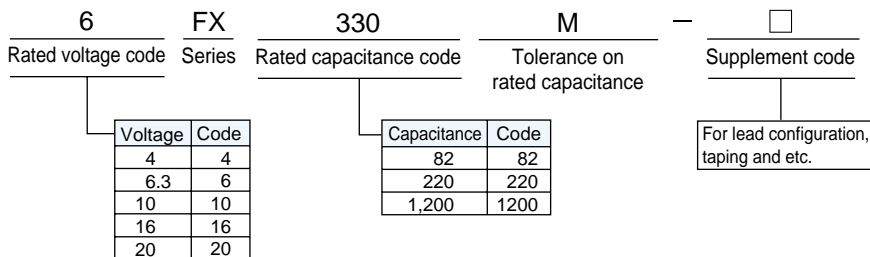 6 FX 330 M – □
Rated voltage code Series Rated capacitance code Tolerance on rated capacitance Supplement code
Voltage Code
4 4
6.3 6
10 10
16 16
20 20
Capacitance Code
82 82
220 220
1,200 1200
For lead configuration,
taping and etc.